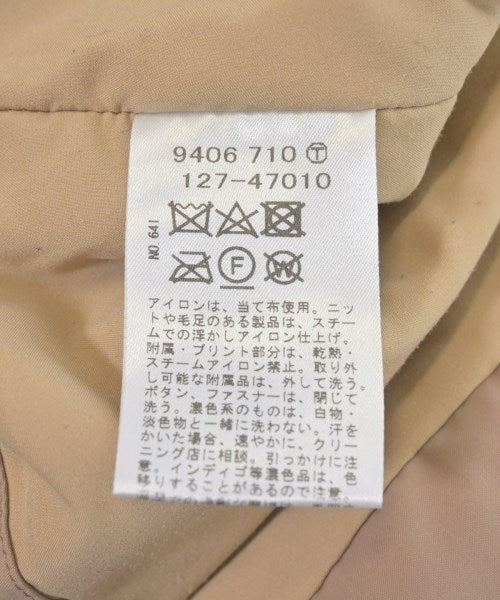 9406 710 Ⓣ
127-47010
NO.641
F W
アイロンは、当て布使用。ニッ
トや毛足のある製品は、スチー
ムでの浮かしアイロン仕上げ。
附属・プリント部分は、乾熱・
スチームアイロン禁止。取り外
し可能な附属品は、外して洗う。
ボタン、ファスナーは、閉じて
洗う。濃色系のものは、白物・
淡色物と一緒に洗わない。汗を
かいた場合、速やかに、クリー
ニング店に相談。引っかけに注
意。インディゴ等濃色品は、色
移りすることがあるので注意。